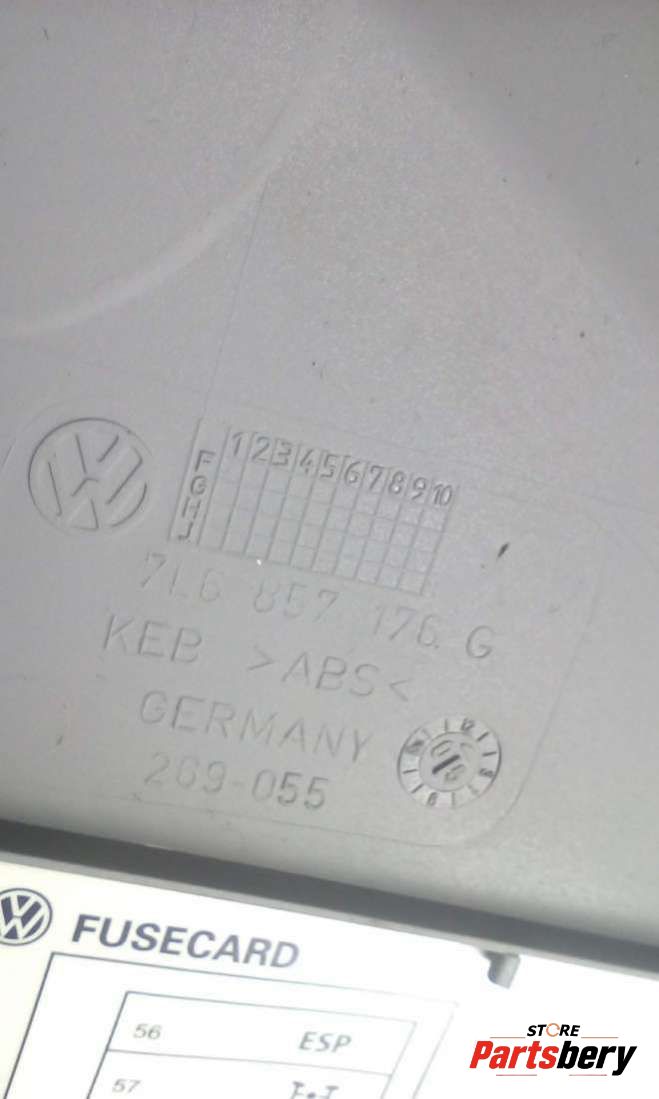 1 2 3 4 5 6 7 8 9 10
F
G
H
J
7L6 857 176 G
KEB >ABS<
GERMANY
269-055
12
FUSECARD
56 ESP
57
STORE
Partsbery